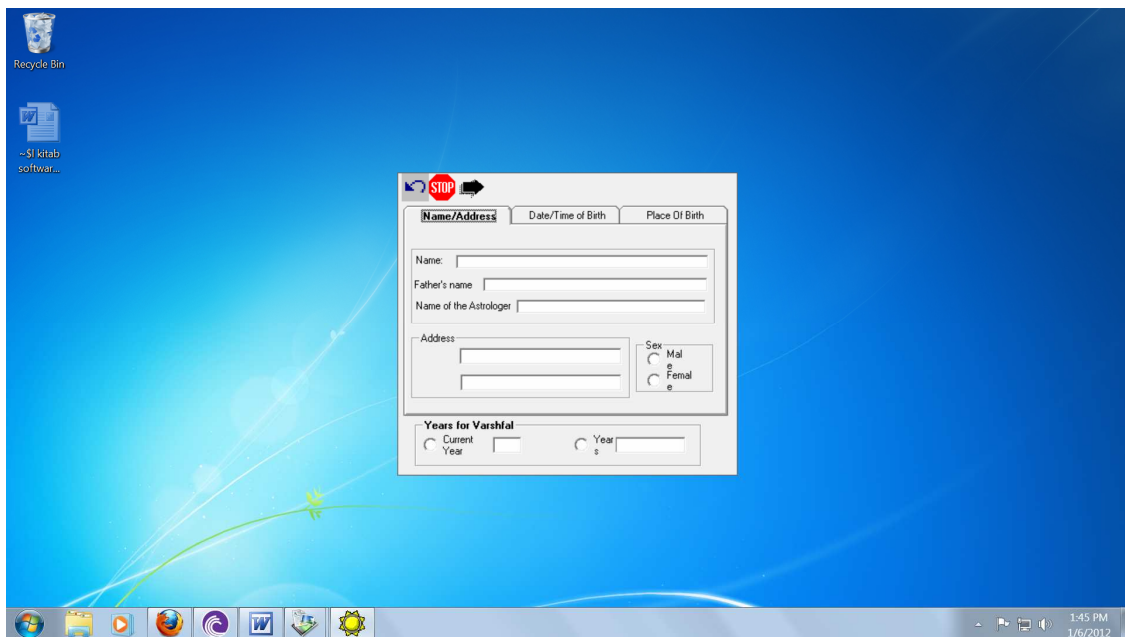 Recycle Bin
~$l kitab
softwar...
STOP
Name/Address Date/Time of Birth Place Of Birth
Name:
Father's name
Name of the Astrologer
Address
Sex
Mal
e
Femal
e
Years for Varshfal
Current
Year
Year
s
1:45 PM
1/6/2012